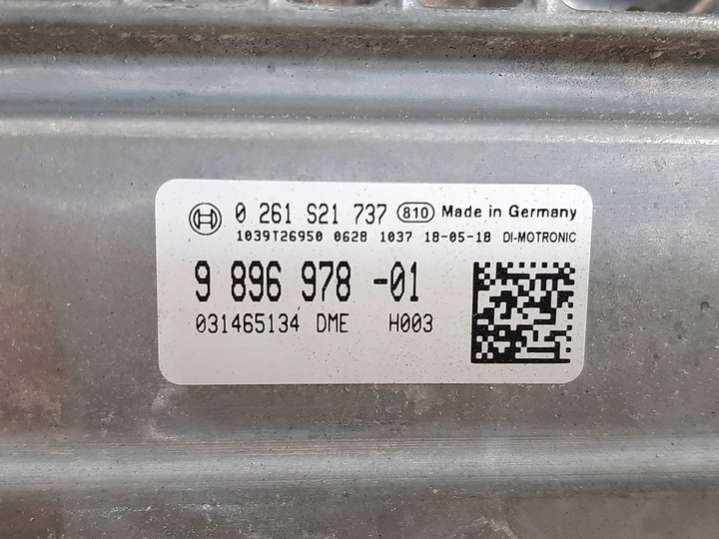 0 261 S21 737 810 Made in Germany
1039T26950 0628 1037 18-05-18 DI-MOTRONIC
9 896 978 -01
031465134 DME H003